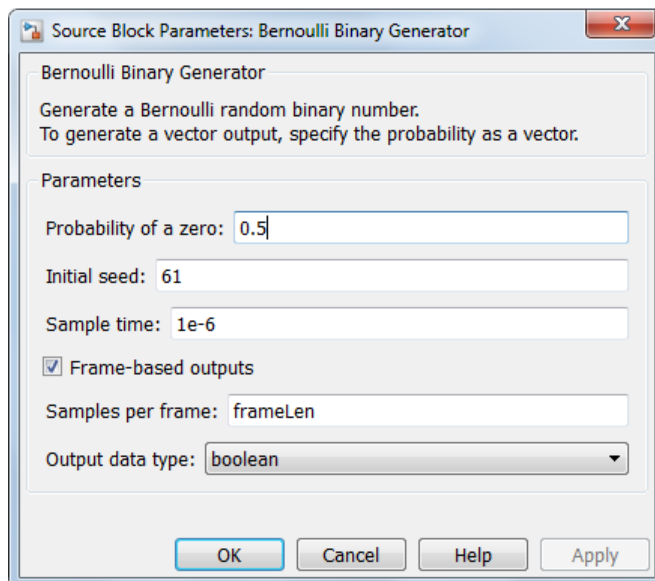 Source Block Parameters: Bernoulli Binary Generator
Bernoulli Binary Generator
Generate a Bernoulli random binary number.
To generate a vector output, specify the probability as a vector.
Parameters
Probability of a zero: 0.5
Initial seed: 61
Sample time: 1e-6
Frame-based outputs
Samples per frame: frameLen
Output data type: boolean
OK Cancel Help Apply